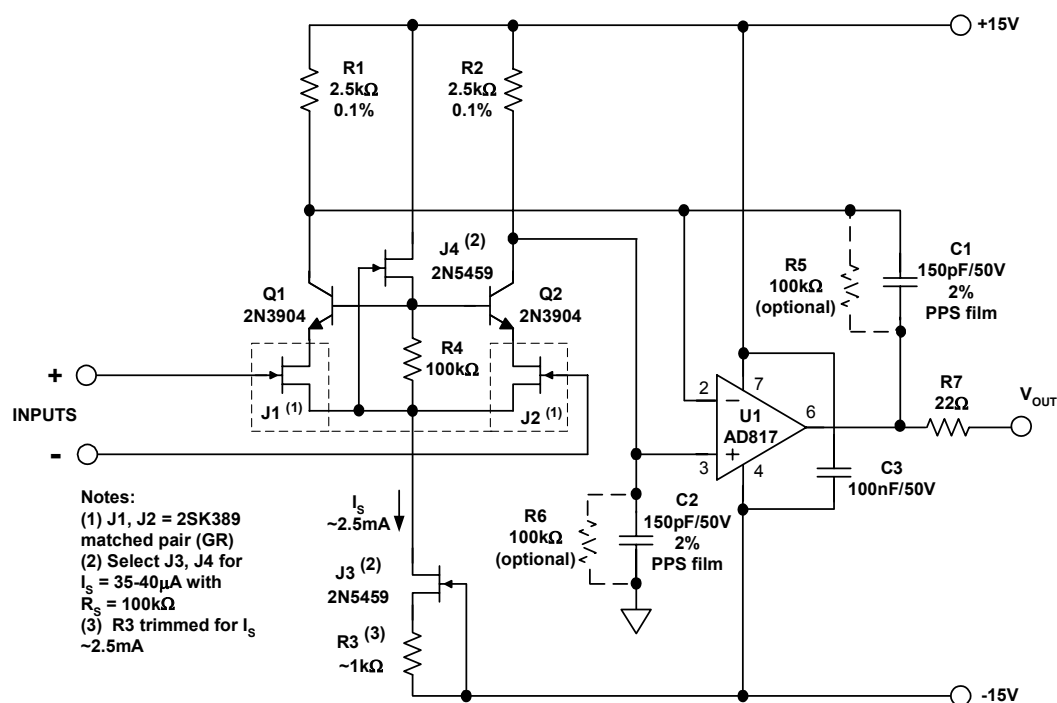 +15V
R1
2.5kΩ
0.1%
R2
2.5kΩ
0.1%
J4 (2)
2N5459
Q1
2N3904
Q2
2N3904
R4
100kΩ
R5
100kΩ
(optional)
C1
150pF/50V
2%
PPS film
+
INPUTS
-
J1 (1)
J2 (1)
2
7
−
U1
AD817
6
+
3
4
R7
22Ω
VOUT
C3
100nF/50V
Notes:
(1) J1, J2 = 2SK389
matched pair (GR)
(2) Select J3, J4 for
IS = 35-40μA with
RS = 100kΩ
(3) R3 trimmed for IS
~2.5mA
IS
~2.5mA
R6
100kΩ
(optional)
C2
150pF/50V
2%
PPS film
J3 (2)
2N5459
R3 (3)
~1kΩ
-15V